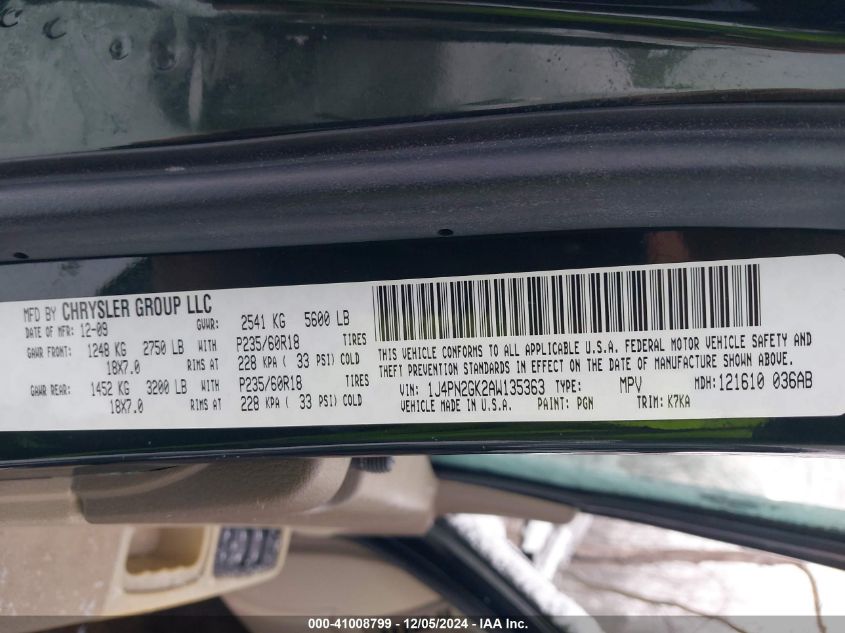 MFD BY CHRYSLER GROUP LLC
DATE OF MFR: 12-09 GVWR: 2541 KG 5600 LB
GAWR FRONT: 1248 KG 2750 LB WITH P235/60R18 TIRES
18X7.0 RIMS AT 228 KPA ( 33 PSI) COLD
GAWR REAR: 1452 KG 3200 LB WITH P235/60R18 TIRES
18X7.0 RIMS AT 228 KPA ( 33 PSI) COLD
THIS VEHICLE CONFORMS TO ALL APPLICABLE U.S.A. FEDERAL MOTOR VEHICLE SAFETY AND
THEFT PREVENTION STANDARDS IN EFFECT ON THE DATE OF MANUFACTURE SHOWN ABOVE.
VIN: 1J4PN2GK2AW135363 TYPE: MPV MDH: 121610 036AB
VEHICLE MADE IN U.S.A. PAINT: PGN TRIM: K7KA
000-41008799 - 12/05/2024 - IAA Inc.